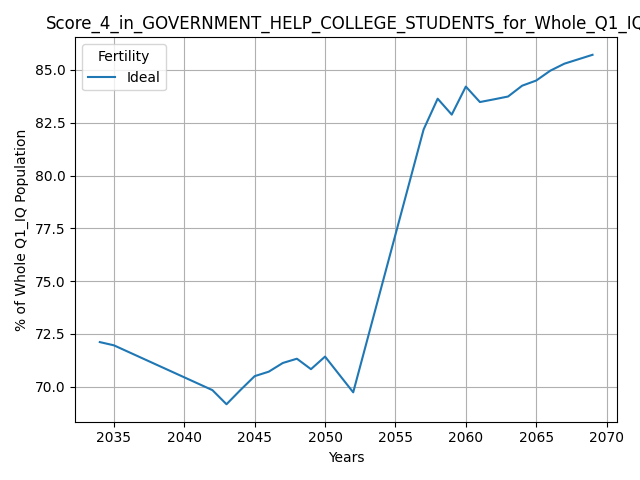 Score_4_in_GOVERNMENT_HELP_COLLEGE_STUDENTS_for_Whole_Q1_IQ
Fertility
Ideal
% of Whole Q1_IQ Population
85.0
82.5
80.0
77.5
75.0
72.5
70.0
2035 2040 2045 2050 2055 2060 2065 2070
Years